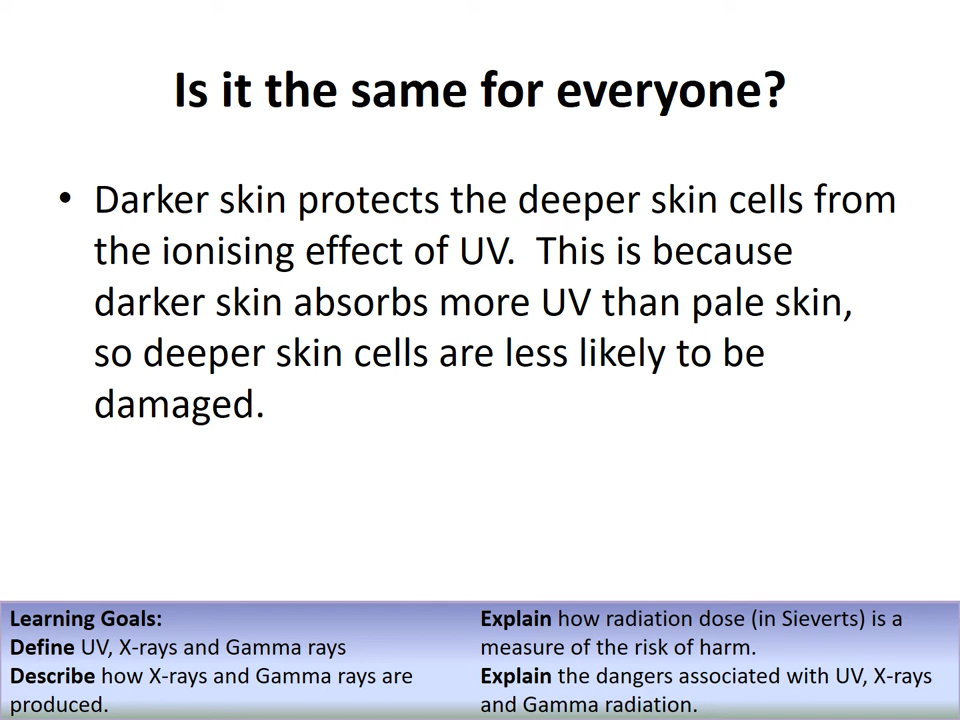 Is it the same for everyone?
• Darker skin protects the deeper skin cells from
the ionising effect of UV.  This is because
darker skin absorbs more UV than pale skin,
so deeper skin cells are less likely to be
damaged.
Learning Goals:
Define UV, X-rays and Gamma rays
Describe how X-rays and Gamma rays are
produced.
Explain how radiation dose (in Sieverts) is a
measure of the risk of harm.
Explain the dangers associated with UV, X-rays
and Gamma radiation.